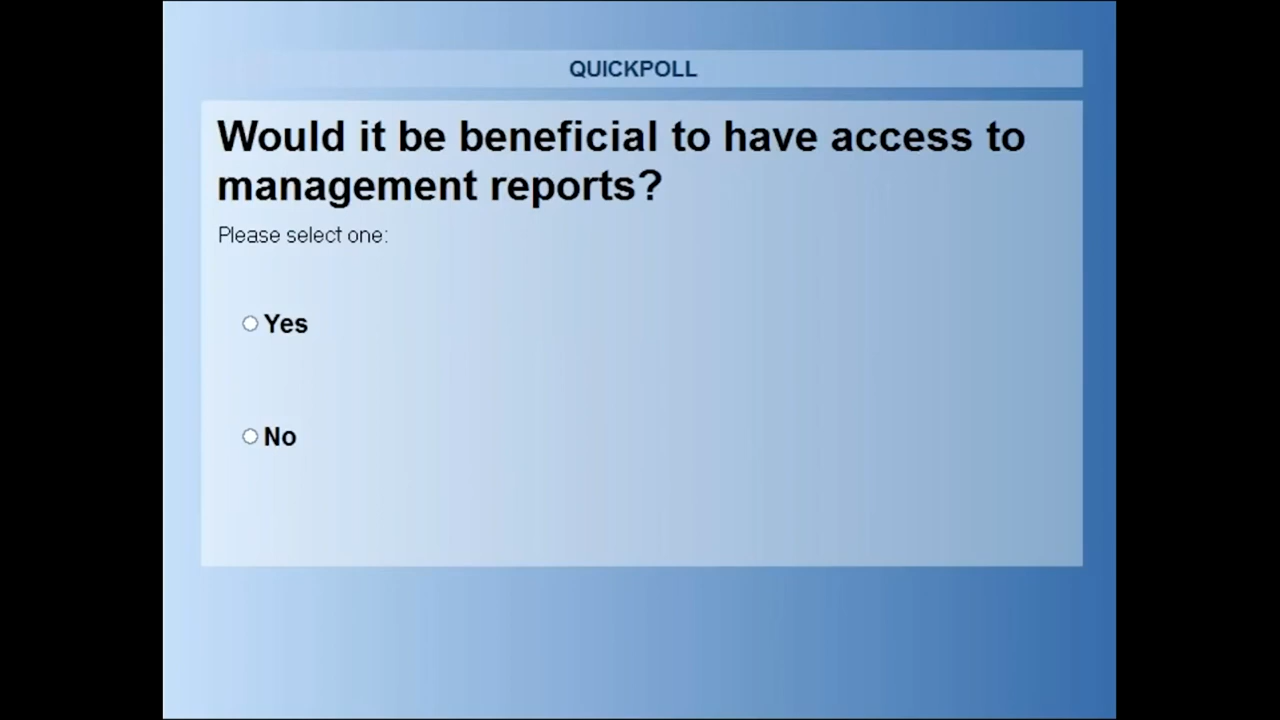 QUICKPOLL
Would it be beneficial to have access to
management reports?
Please select one:
Yes
No